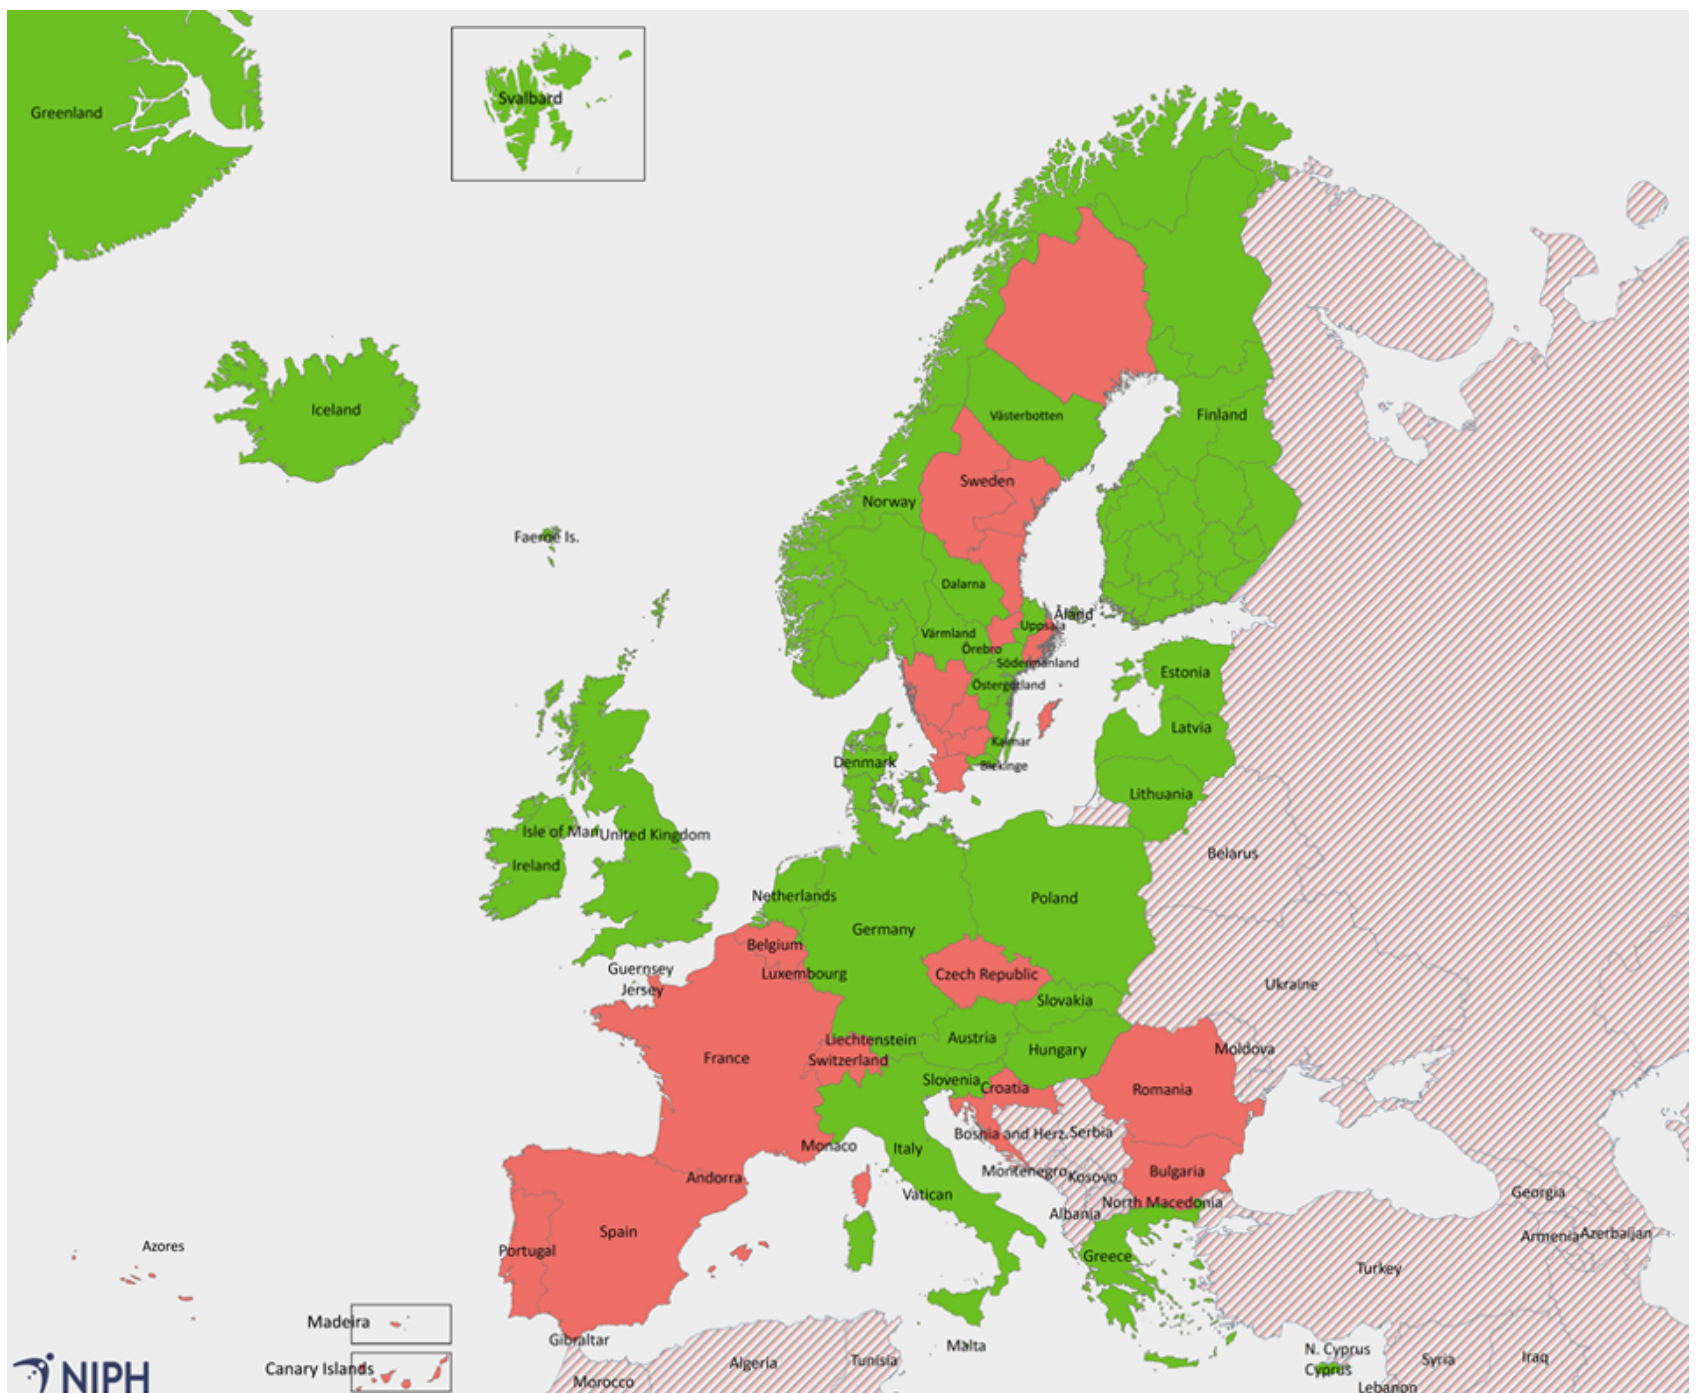 Svalbard
Greenland
Iceland
Västerbotten
Finland
Sweden
Norway
Faeroe Is.
Dalarna
Åland
Uppsala
Värmland
Örebro
Södermanland
Östergötland
Estonia
Latvia
Kalmar
Blekinge
Denmark
Lithuania
Isle of Man
United Kingdom
Ireland
Belarus
Netherlands
Poland
Germany
Belgium
Guernsey
Luxembourg
Czech Republic
Jersey
Ukraine
Slovakia
Liechtenstein
Austria
Hungary
Moldova
France
Switzerland
Slovenia
Croatia
Romania
Bosnia and Herz.
Serbia
Monaco
Italy
Andorra
Montenegro
Kosovo
Bulgaria
Vatican
North Macedonia
Georgia
Albania
Spain
Armenia
Azerbaijan
Azores
Portugal
Greece
Turkey
Madeira
Gibraltar
Malta
N. Cyprus
Canary Islands
Cyprus
Algeria
Tunisia
Syria
Iraq
NIPH
Morocco
Lebanon